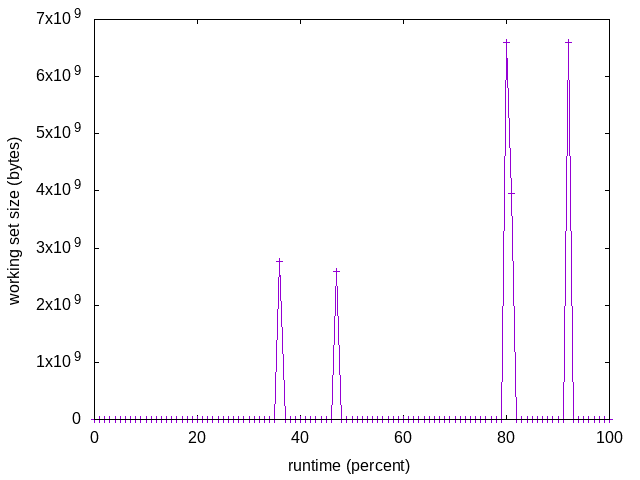 7x10^9
6x10^9
5x10^9
4x10^9
3x10^9
2x10^9
1x10^9
0
working set size (bytes)
0 20 40 60 80 100
runtime (percent)